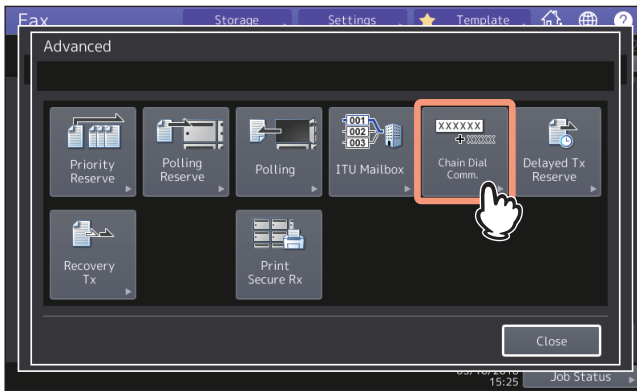 Fax
Storage
Settings
Template
?
Advanced
Priority
Reserve
Polling
Reserve
Polling
001
002
003
ITU Mailbox
XXXXXX
+XXXXXXX
Chain Dial
Comm.
Delayed Tx
Reserve
Recovery
Tx
Print
Secure Rx
Close
15:25
Job Status